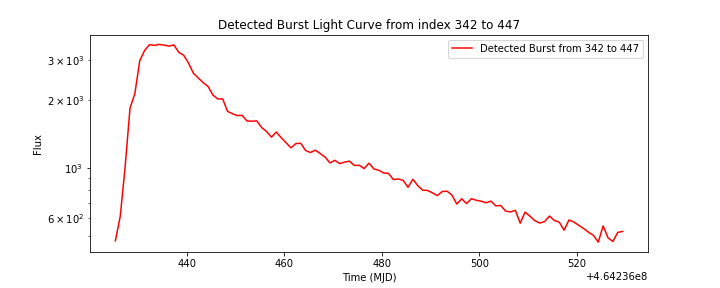 Detected Burst Light Curve from index 342 to 447
Detected Burst from 342 to 447
3 × 10³
2 × 10³
10³
6 × 10²
Flux
440 460 480 500 520
Time (MJD)
+4.64236e8